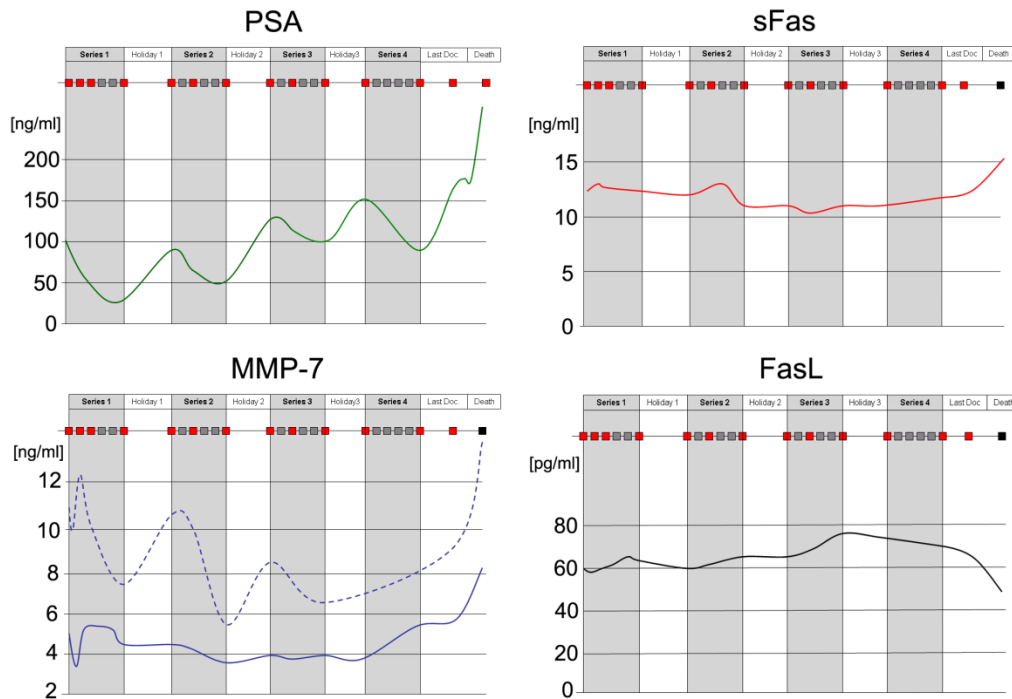 PSA
Series 1 Holiday 1 Series 2 Holiday 2 Series 3 Holiday3 Series 4 Last Doc. Death
[ng/ml]
200
150
100
50
0
sFas
Series 1 Holiday 1 Series 2 Holiday 2 Series 3 Holiday 3 Series 4 Last Doc. Death
[ng/ml]
15
10
5
0
MMP-7
Series 1 Holiday 1 Series 2 Holiday 2 Series 3 Holiday3 Series 4 Last Doc. Death
[ng/ml]
12
10
8
6
4
2
FasL
Series 1 Holiday 1 Series 2 Holiday 2 Series 3 Holiday 3 Series 4 Last Doc. Death
[pg/ml]
80
60
40
20
0